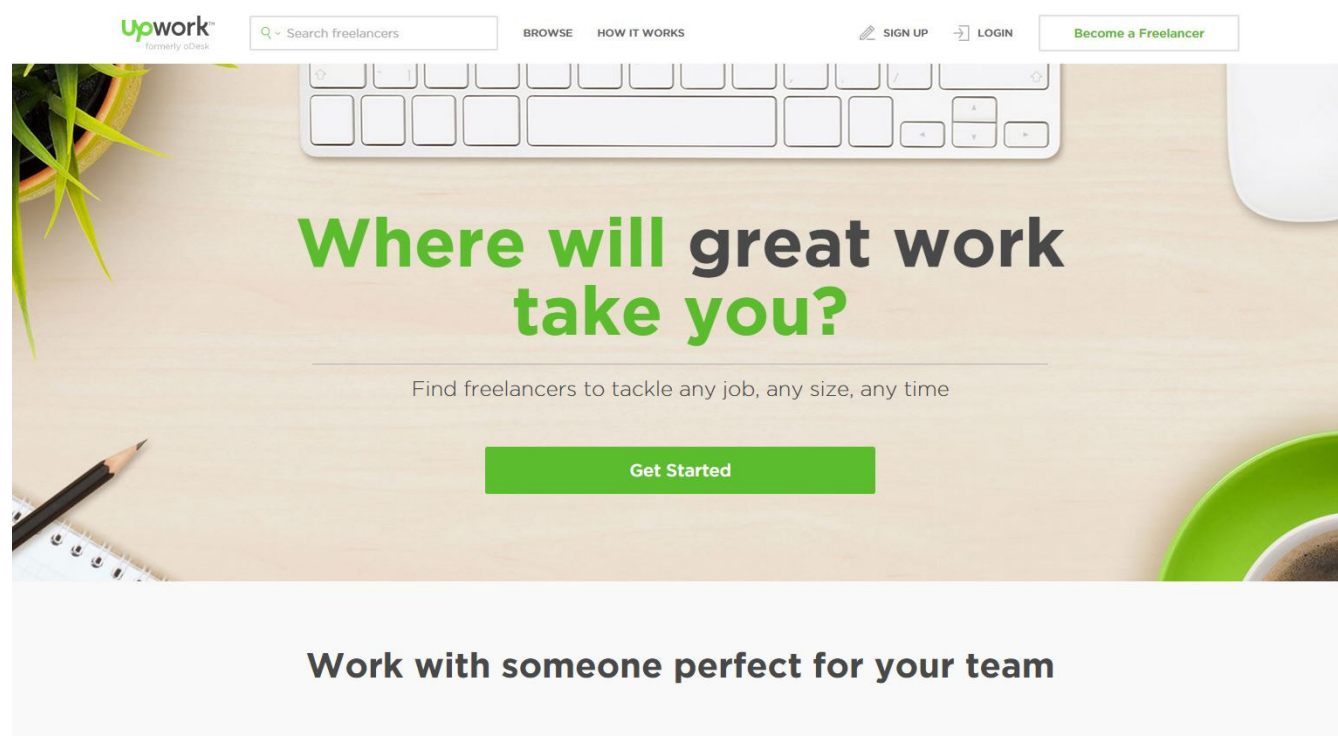 Upwork™
formerly oDesk
Search freelancers
BROWSE
HOW IT WORKS
SIGN UP
LOGIN
Become a Freelancer
Where will great work
take you?
Find freelancers to tackle any job, any size, any time
Get Started
Work with someone perfect for your team